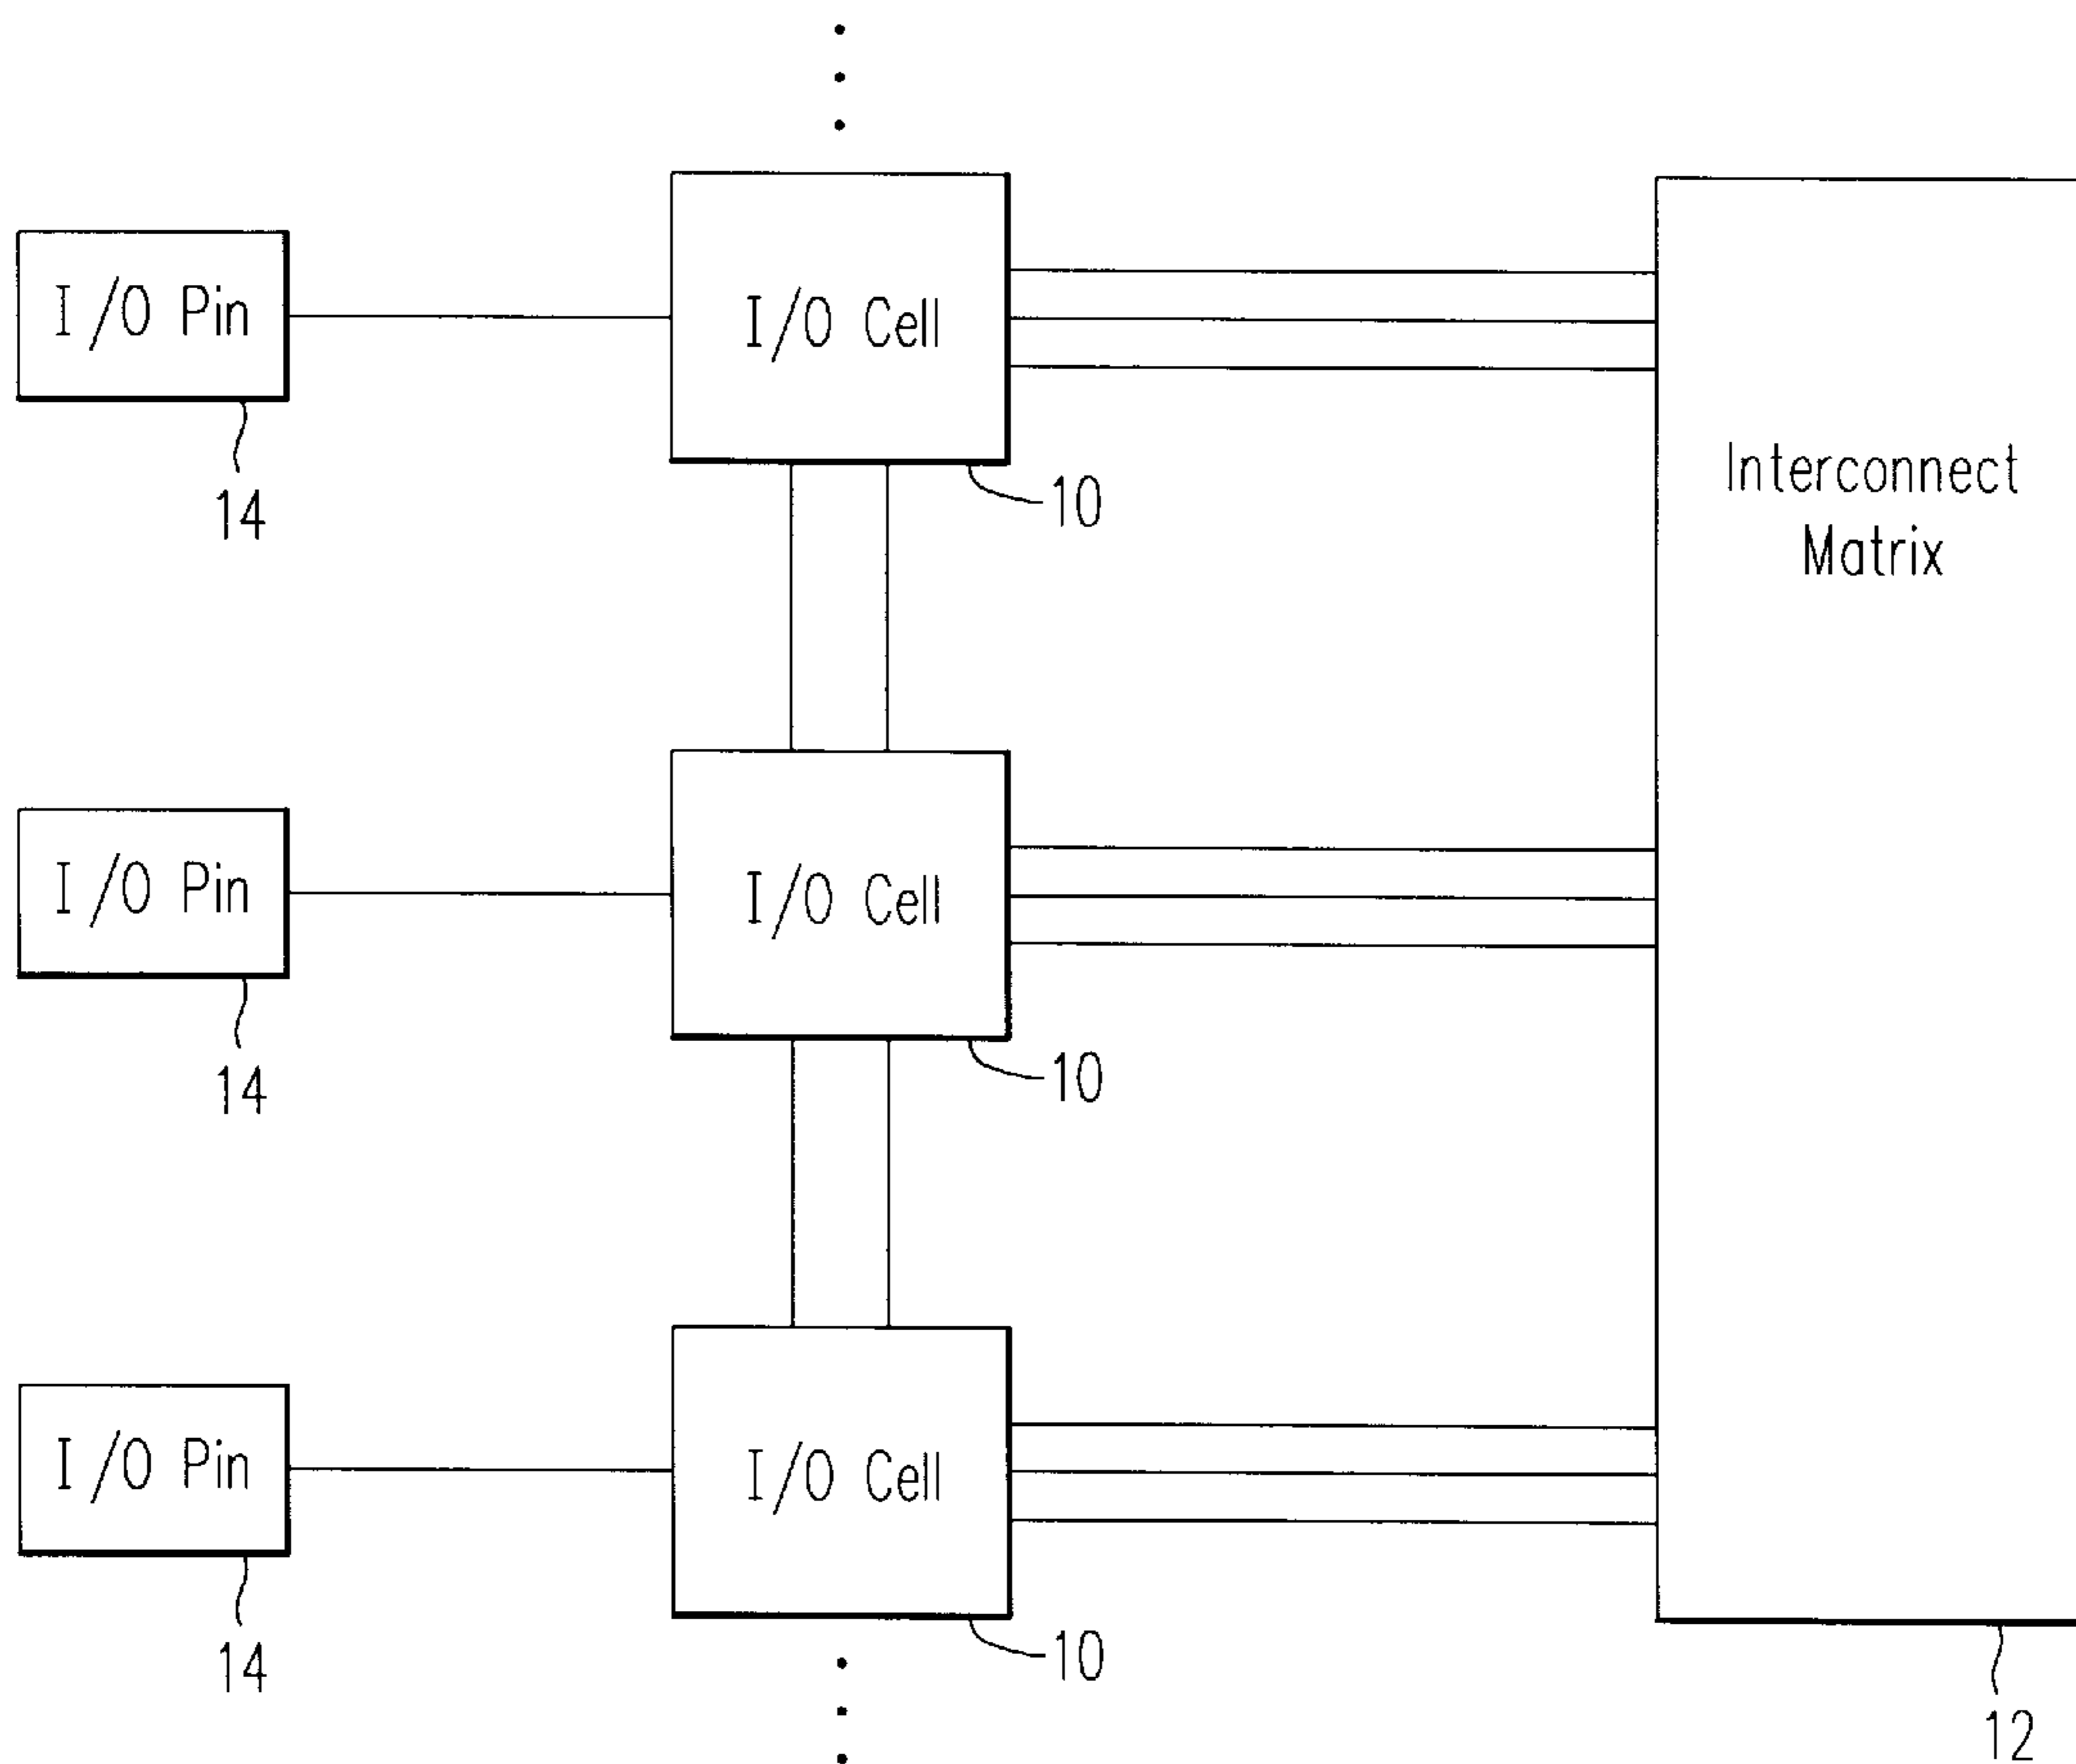 I/O Pin
I/O Cell
14
10
Interconnect
Matrix
I/O Pin
I/O Cell
14
10
I/O Pin
I/O Cell
14
10
12